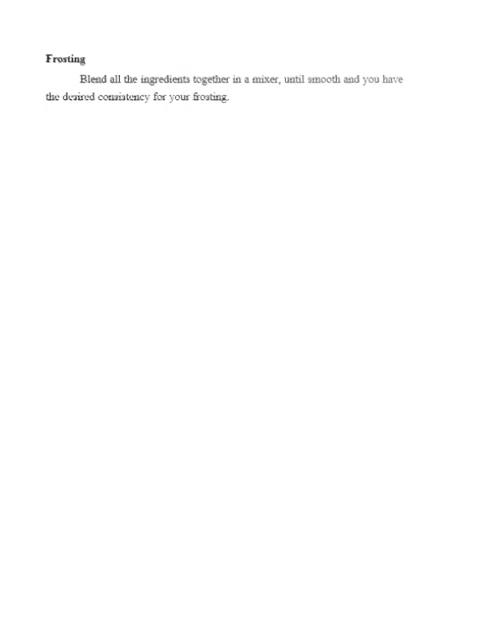 Frosting
Blend all the ingredients together in a mixer, until smooth and you have
the desired consistency for your frosting.